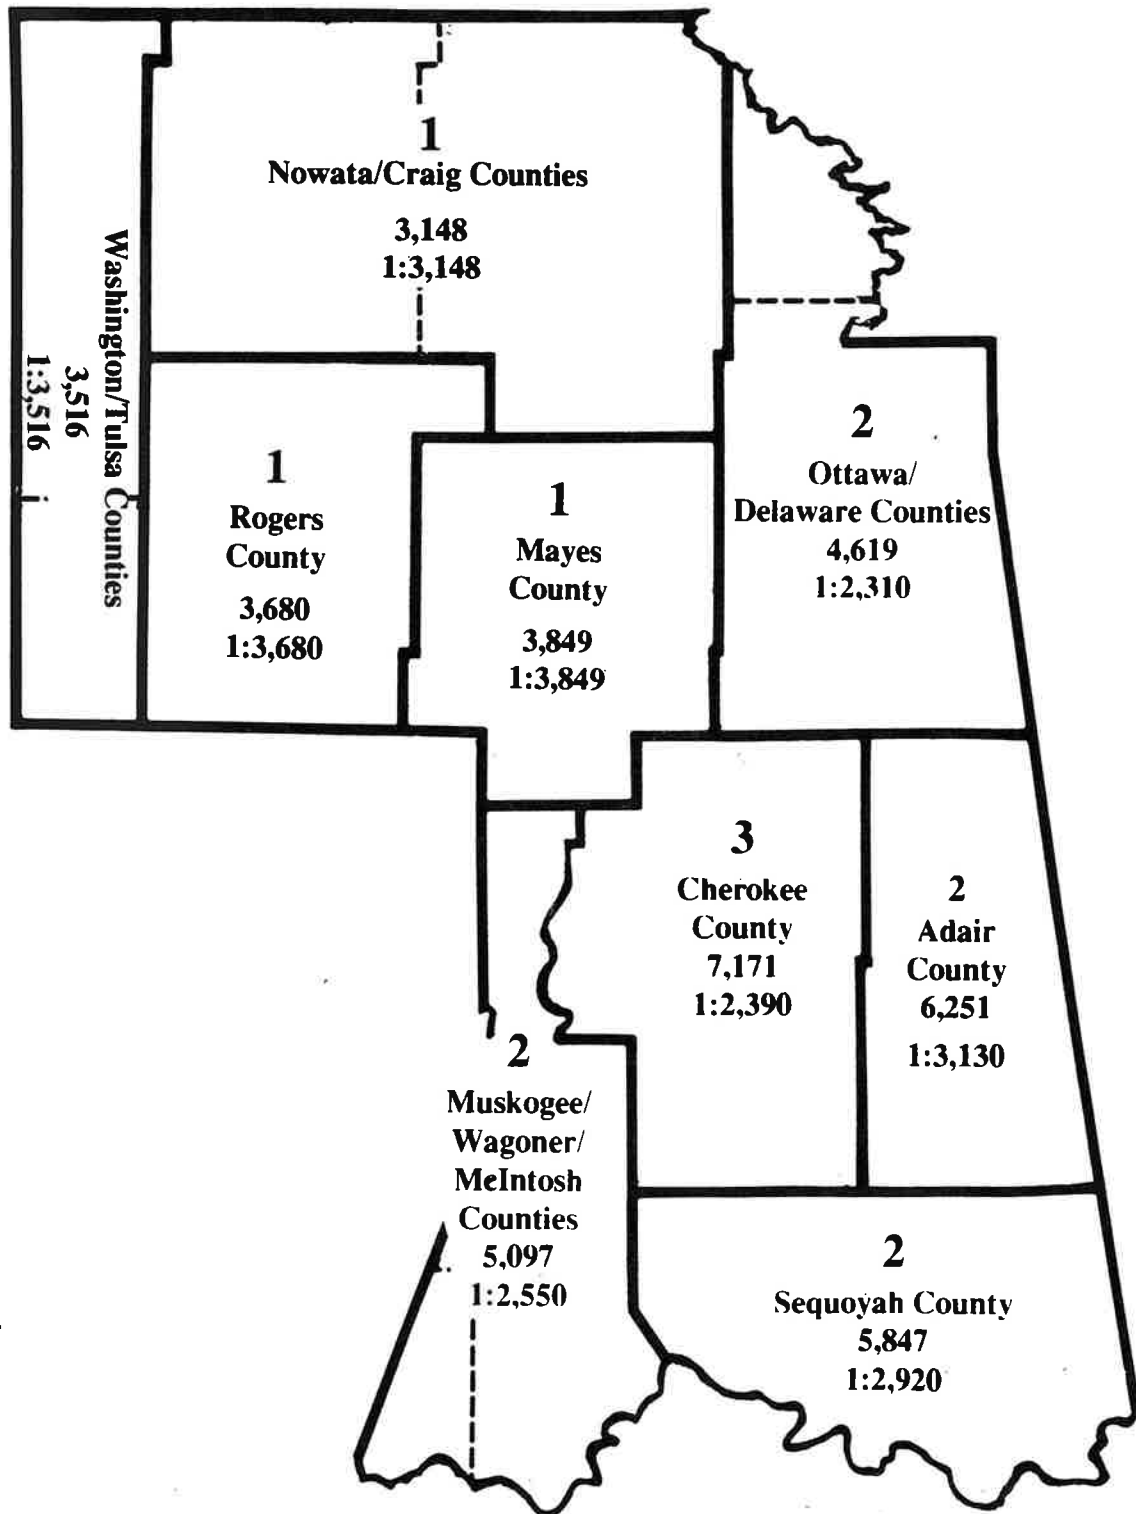 1
Nowata/Craig Counties
3,148
1:3,148
Washington/Tulsa Counties
3,516
1:3,516
1
Rogers
County
3,680
1:3,680
1
Mayes
County
3,849
1:3,849
2
Ottawa/
Delaware Counties
4,619
1:2,310
3
Cherokee
County
7,171
1:2,390
2
Adair
County
6,251
1:3,130
2
Muskogee/
Wagoner/
McIntosh
Counties
5,097
1:2,550
2
Sequoyah County
5,847
1:2,920